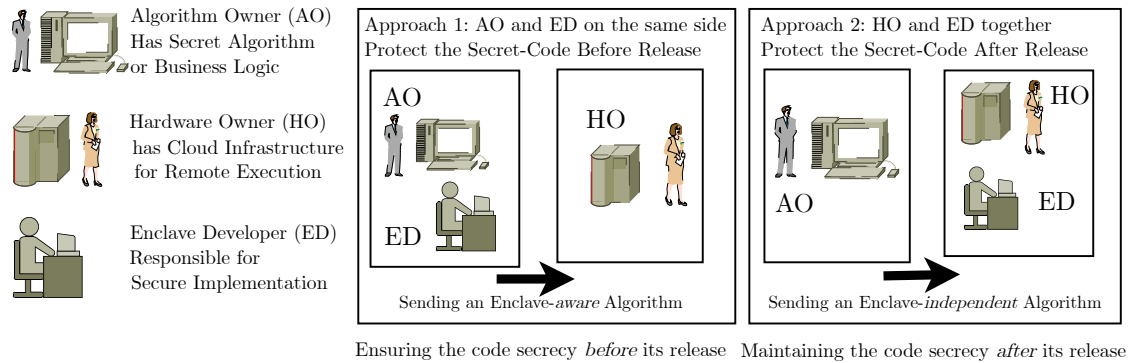 Algorithm Owner (AO)
Has Secret Algorithm
or Business Logic
Hardware Owner (HO)
has Cloud Infrastructure
for Remote Execution
Enclave Developer (ED)
Responsible for
Secure Implementation
Approach 1: AO and ED on the same side
Protect the Secret-Code Before Release
AO
ED
HO
Sending an Enclave-aware Algorithm
Ensuring the code secrecy before its release
Approach 2: HO and ED together
Protect the Secret-Code After Release
AO
HO
ED
Sending an Enclave-independent Algorithm
Maintaining the code secrecy after its release